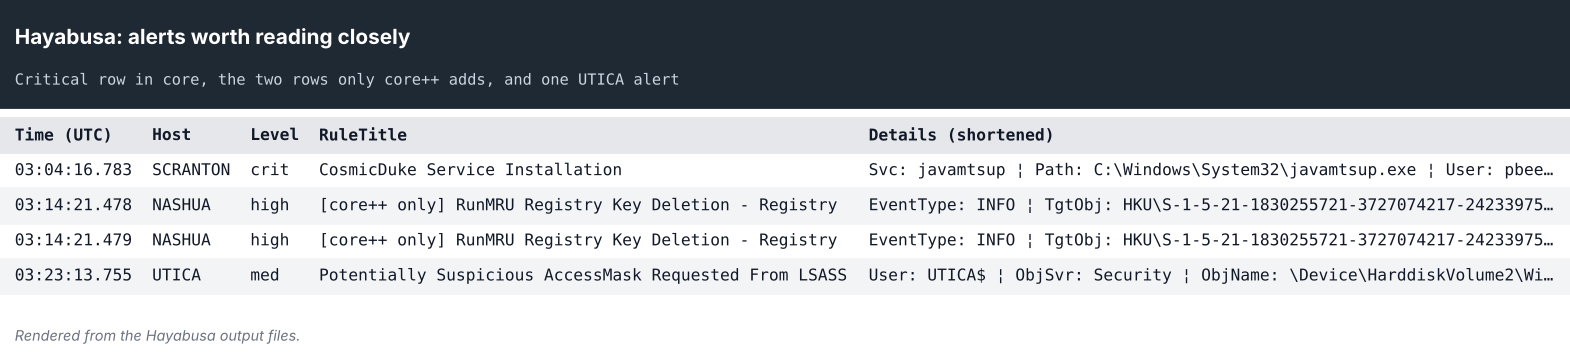 Hayabusa: alerts worth reading closely
Critical row in core, the two rows only core++ adds, and one UTICA alert
Time (UTC) Host Level RuleTitle Details (shortened)
03:04:16.783 SCRANTON crit CosmicDuke Service Installation Svc: javamtsup ¦ Path: C:\Windows\System32\javamtsup.exe ¦ User: pbee…
03:14:21.478 NASHUA high [core++ only] RunMRU Registry Key Deletion - Registry EventType: INFO ¦ TgtObj: HKU\S-1-5-21-1830255721-3727074217-24233975…
03:14:21.479 NASHUA high [core++ only] RunMRU Registry Key Deletion - Registry EventType: INFO ¦ TgtObj: HKU\S-1-5-21-1830255721-3727074217-24233975…
03:23:13.755 UTICA med Potentially Suspicious AccessMask Requested From LSASS User: UTICA$ ¦ ObjSvr: Security ¦ ObjName: \Device\HarddiskVolume2\Wi…
Rendered from the Hayabusa output files.